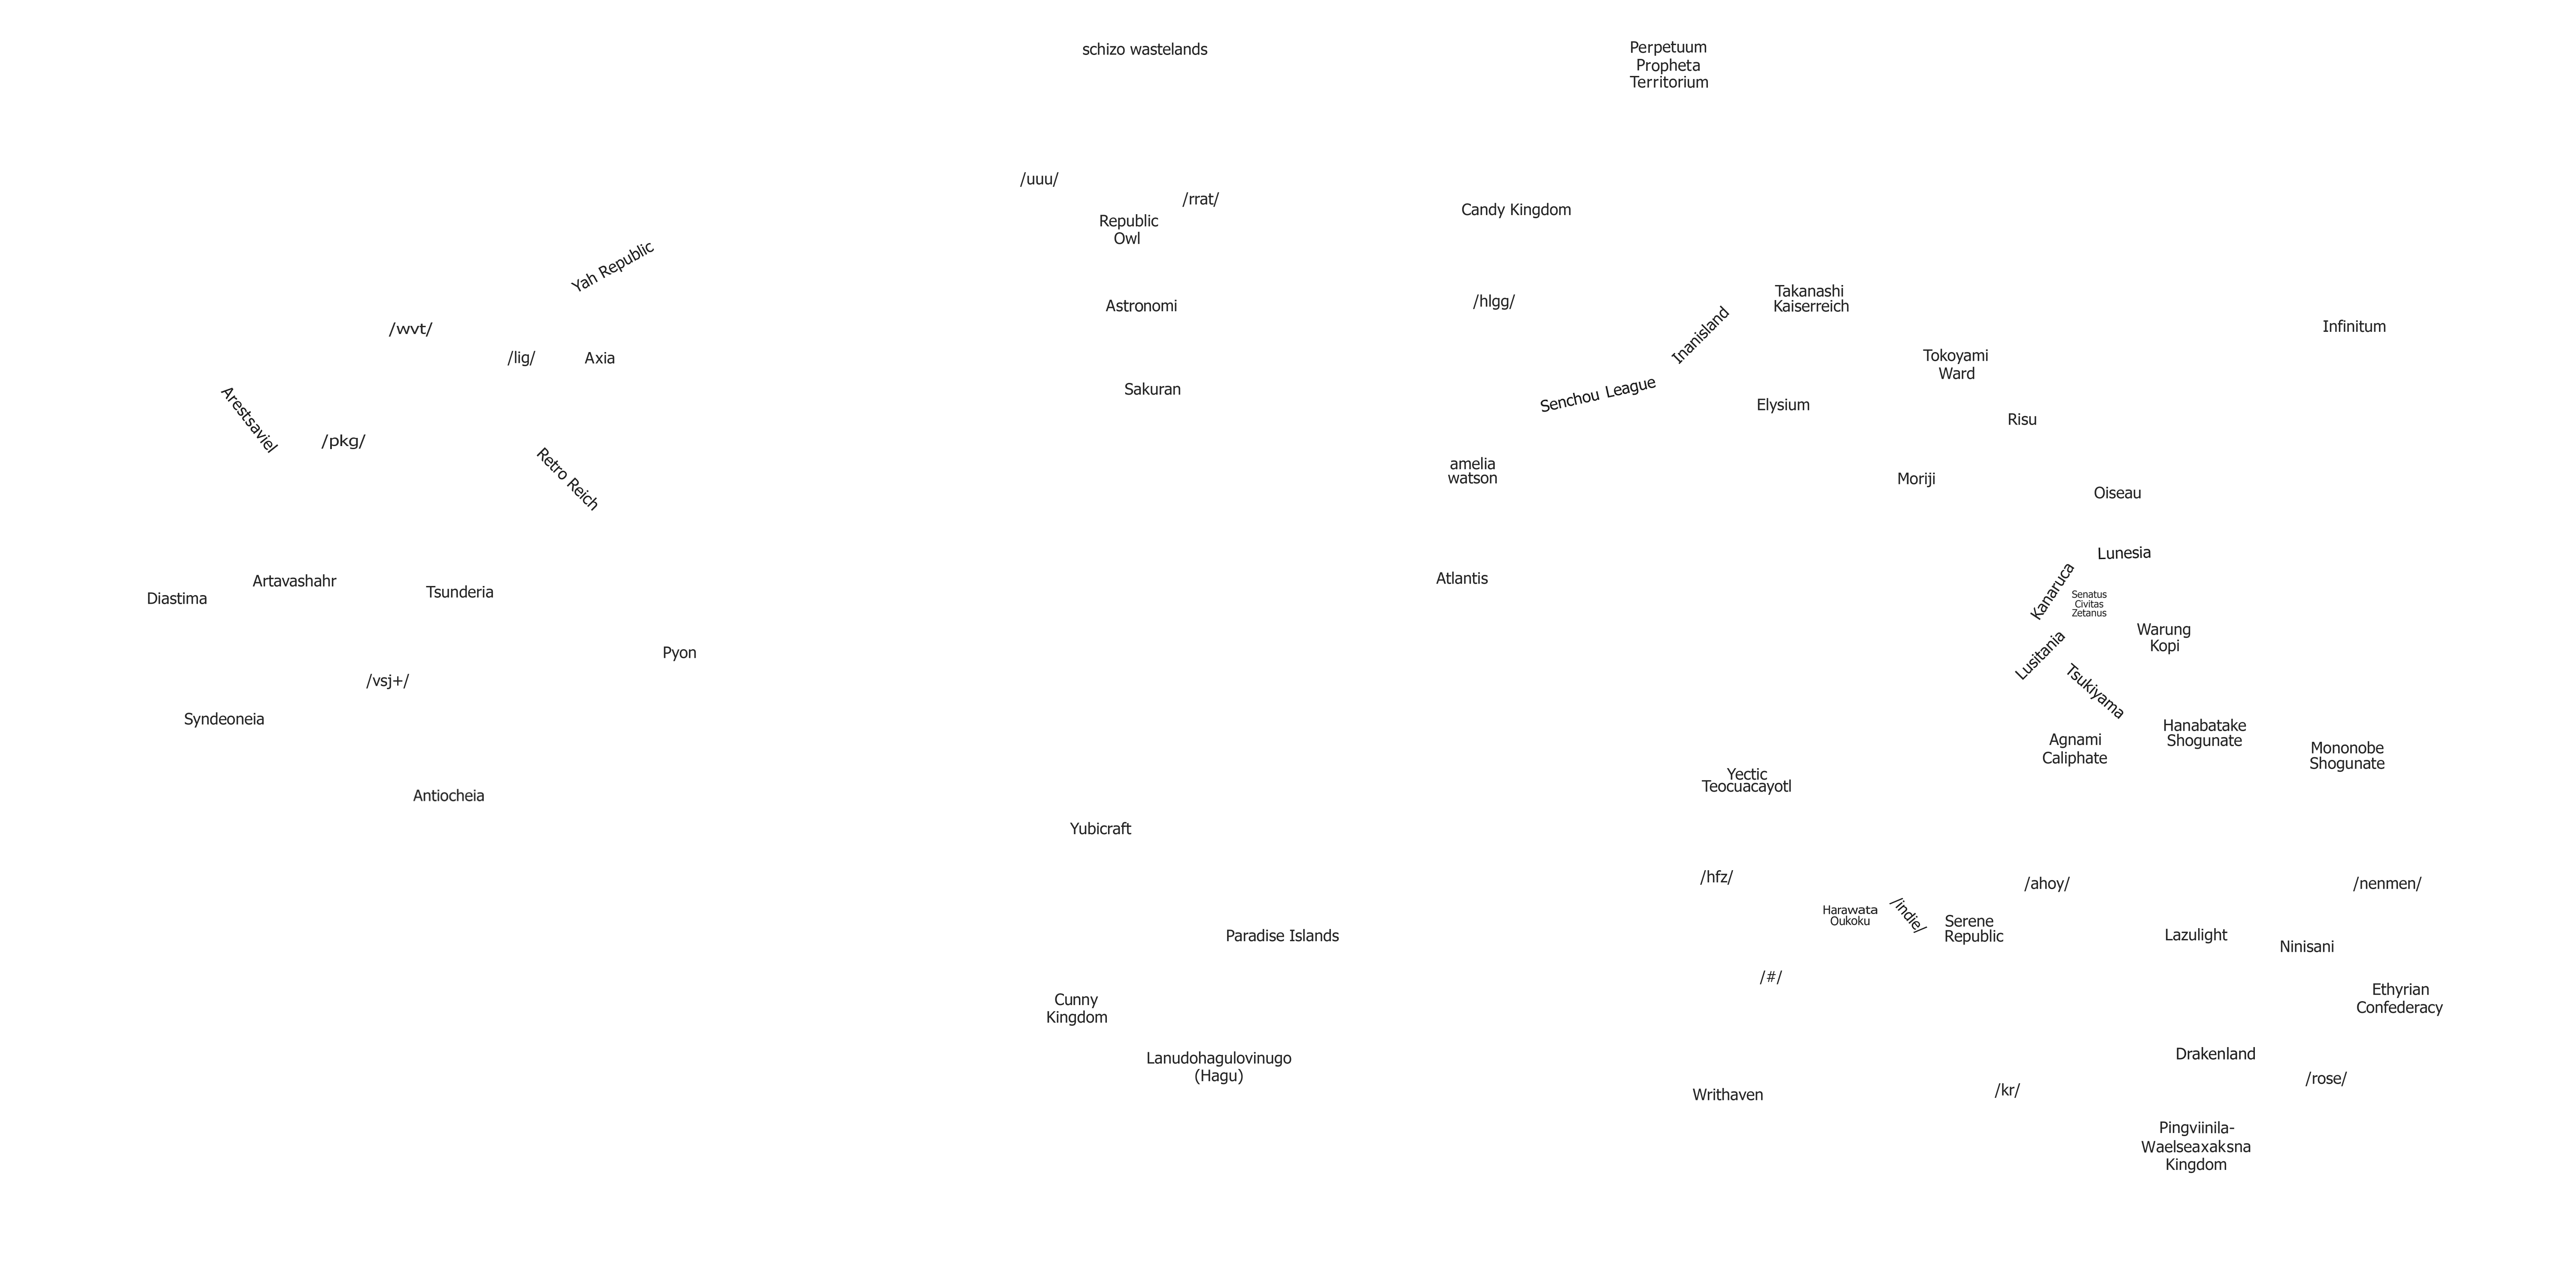 schizo wastelands
Perpetuum
Propheta
Territorium
/uuu/
/rrat/
Republic
Owl
Candy Kingdom
Yah Republic
Astronomi
/hlgg/
Inanisland
Takanashi
Kaiserreich
Infinitum
/wvt/
/lig/
Axia
Tokoyami
Ward
Sakuran
Senchou League
Elysium
Risu
Arestsaviel
/pkg/
Retro Reich
amelia
watson
Moriji
Oiseau
Lunesia
Artavashahr
Diastima
Tsunderia
Atlantis
Kanaruca
Senatus
Civitas
Zetanus
Warung
Kopi
Pyon
Lusitania
/vsj+/
Tsukiyama
Syndeoneia
Hanabatake
Shogunate
Agnami
Caliphate
Mononobe
Shogunate
Yectic
Teocuacayotl
Antiocheia
Yubicraft
/hfz/
/ahoy/
/nenmen/
Harawata
Oukoku
/indie/
Serene
Republic
Paradise Islands
Lazulight
Ninisani
/#/
Cunny
Kingdom
Ethyrian
Confederacy
Lanudohagulovinugo
(Hagu)
Drakenland
/rose/
Writhaven
/kr/
Pingviinila-
Waelseaxaksna
Kingdom